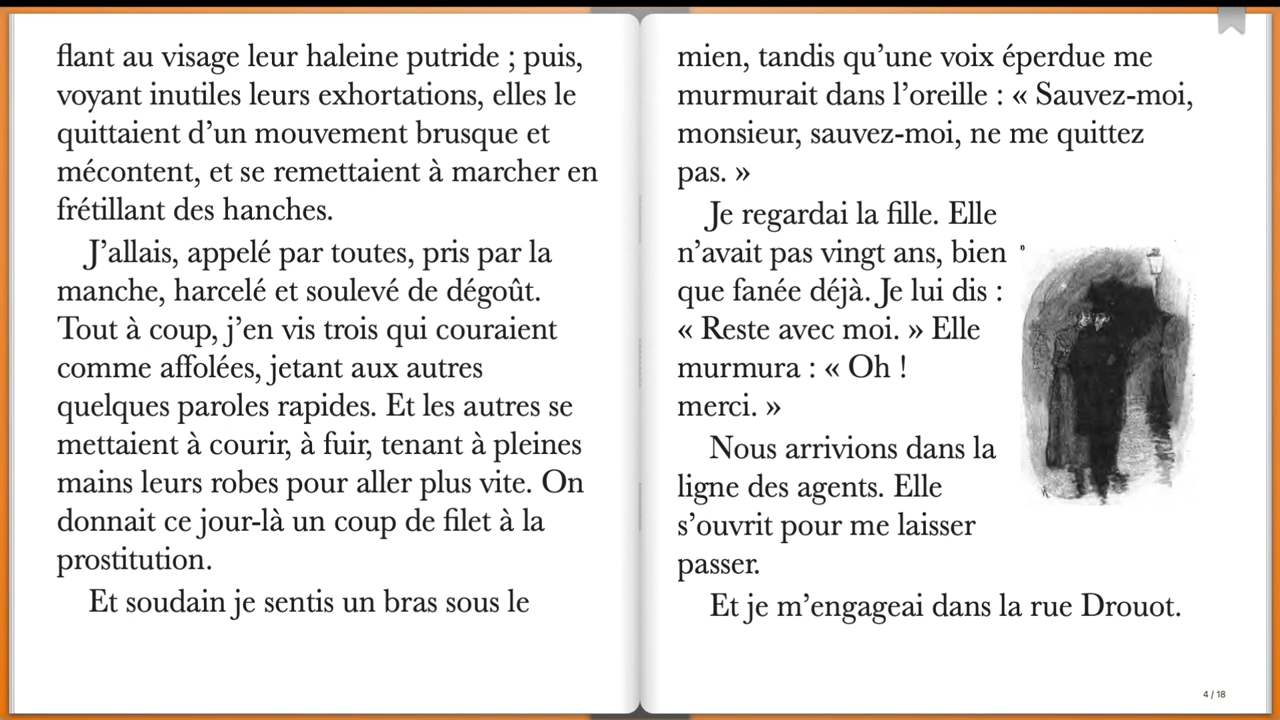 flant au visage leur haleine putride ; puis,
voyant inutiles leurs exhortations, elles le
quittaient d’un mouvement brusque et
mécontent, et se remettaient à marcher en
frétillant des hanches.
J’allais, appelé par toutes, pris par la
manche, harcelé et soulevé de dégoût.
Tout à coup, j’en vis trois qui couraient
comme affolées, jetant aux autres
quelques paroles rapides. Et les autres se
mettaient à courir, à fuir, tenant à pleines
mains leurs robes pour aller plus vite. On
donnait ce jour-là un coup de filet à la
prostitution.
Et soudain je sentis un bras sous le
mien, tandis qu’une voix éperdue me
murmurait dans l’oreille : « Sauvez-moi,
monsieur, sauvez-moi, ne me quittez
pas. »
Je regardai la fille. Elle
n’avait pas vingt ans, bien
que fanée déjà. Je lui dis :
« Reste avec moi. » Elle
murmura : « Oh !
merci. »
Nous arrivions dans la
ligne des agents. Elle
s’ouvrit pour me laisser
passer.
Et je m’engageai dans la rue Drouot.
4 / 18